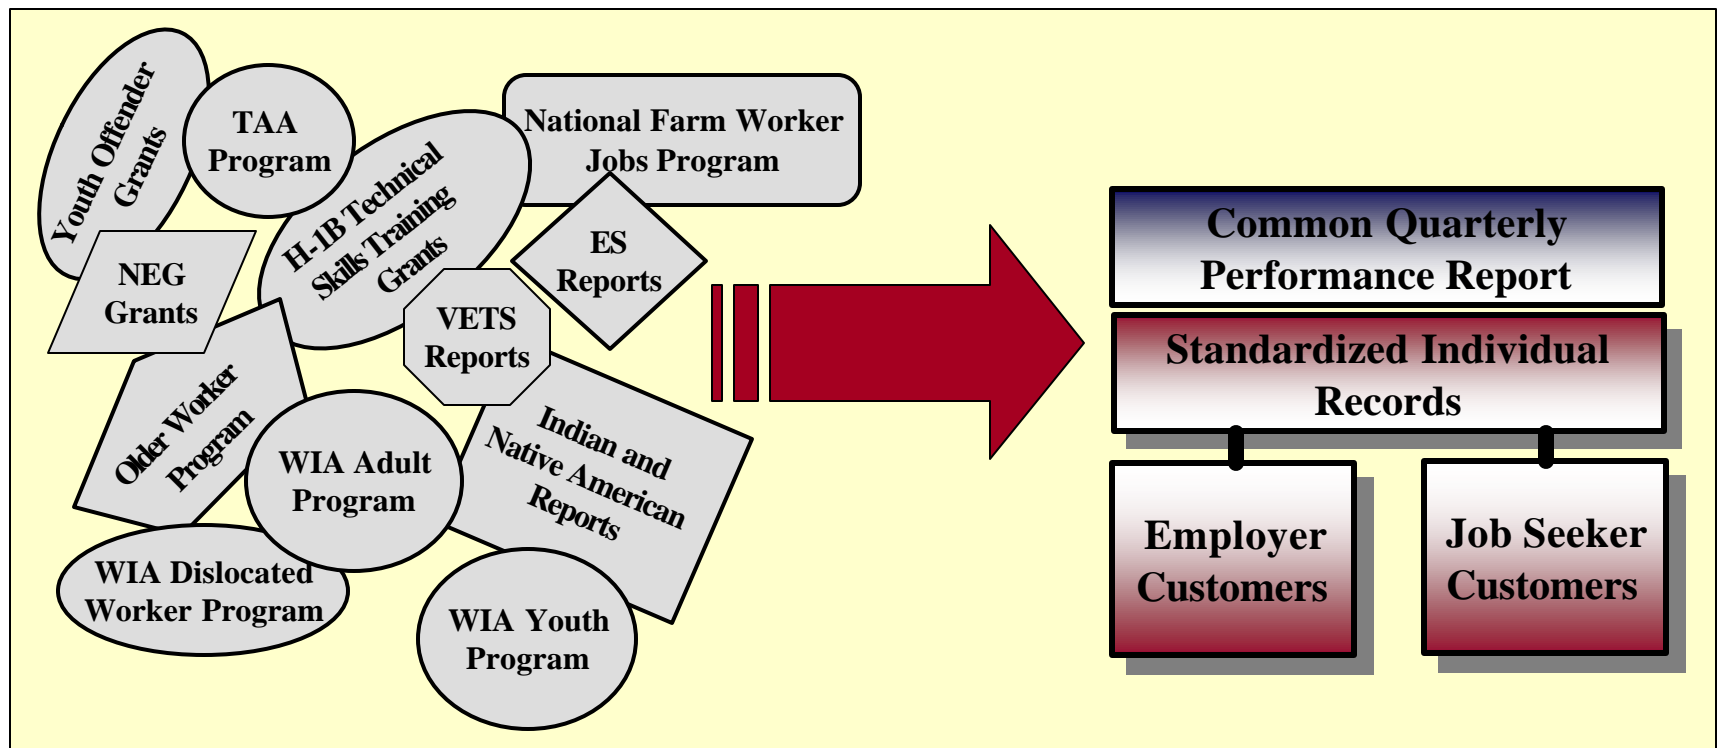 Youth Offender
Grants
TAA
Program
H-1B Technical
Skills Training
Grants
National Farm Worker
Jobs Program
NEG
Grants
ES
Reports
VETS
Reports
Older Worker
Program
WIA Adult
Program
Indian and
Native American
Reports
WIA Dislocated
Worker Program
WIA Youth
Program
Common Quarterly
Performance Report
Standardized Individual
Records
Employer
Customers
Job Seeker
Customers